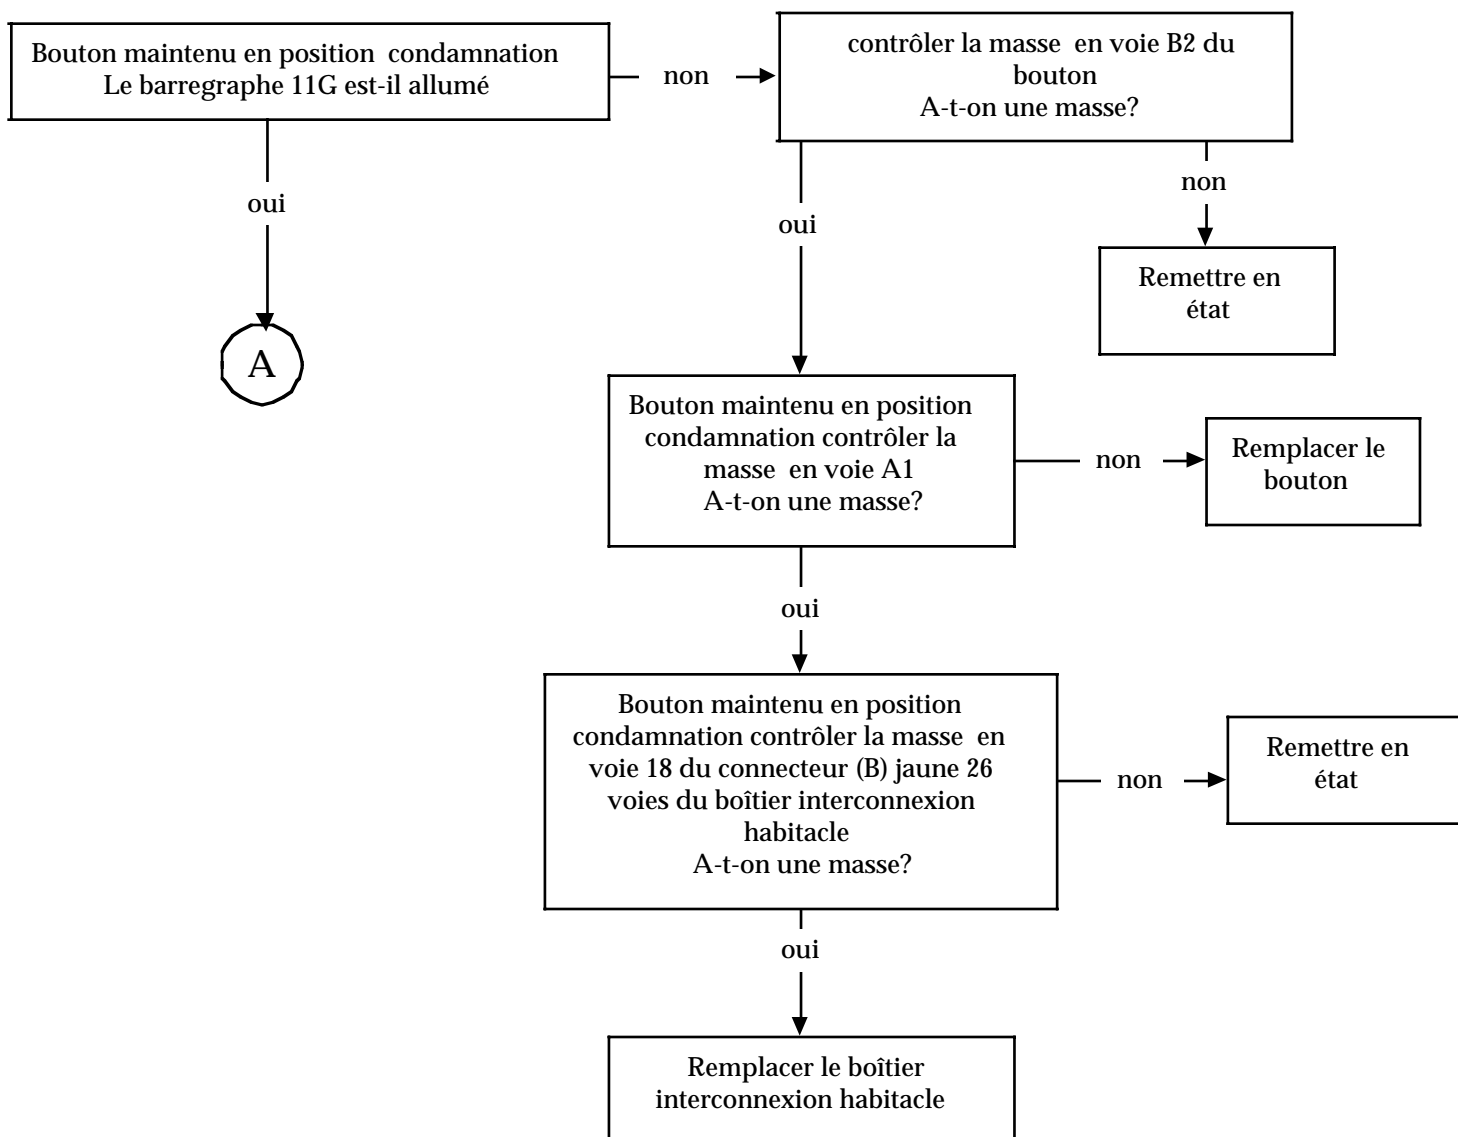 Bouton maintenu en position condamnation
Le barregraphe 11G est-il allumé
non
contrôler la masse en voie B2 du
bouton
A-t-on une masse?
oui
A
oui
non
Remettre en
état
Bouton maintenu en position
condamnation contrôler la
masse en voie A1
A-t-on une masse?
non
Remplacer le
bouton
oui
Bouton maintenu en position
condamnation contrôler la masse en
voie 18 du connecteur (B) jaune 26
voies du boîtier interconnexion
habitacle
A-t-on une masse?
non
Remettre en
état
oui
Remplacer le boîtier
interconnexion habitacle